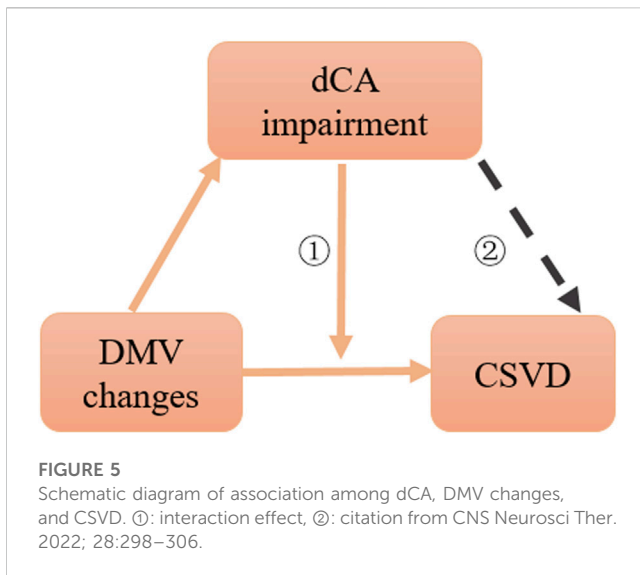 dCA
impairment
①
②
DMV
changes
CSVD
FIGURE 5
Schematic diagram of association among dCA, DMV changes,
and CSVD. ①: interaction effect, ②: citation from CNS Neurosci Ther.
2022; 28:298–306.